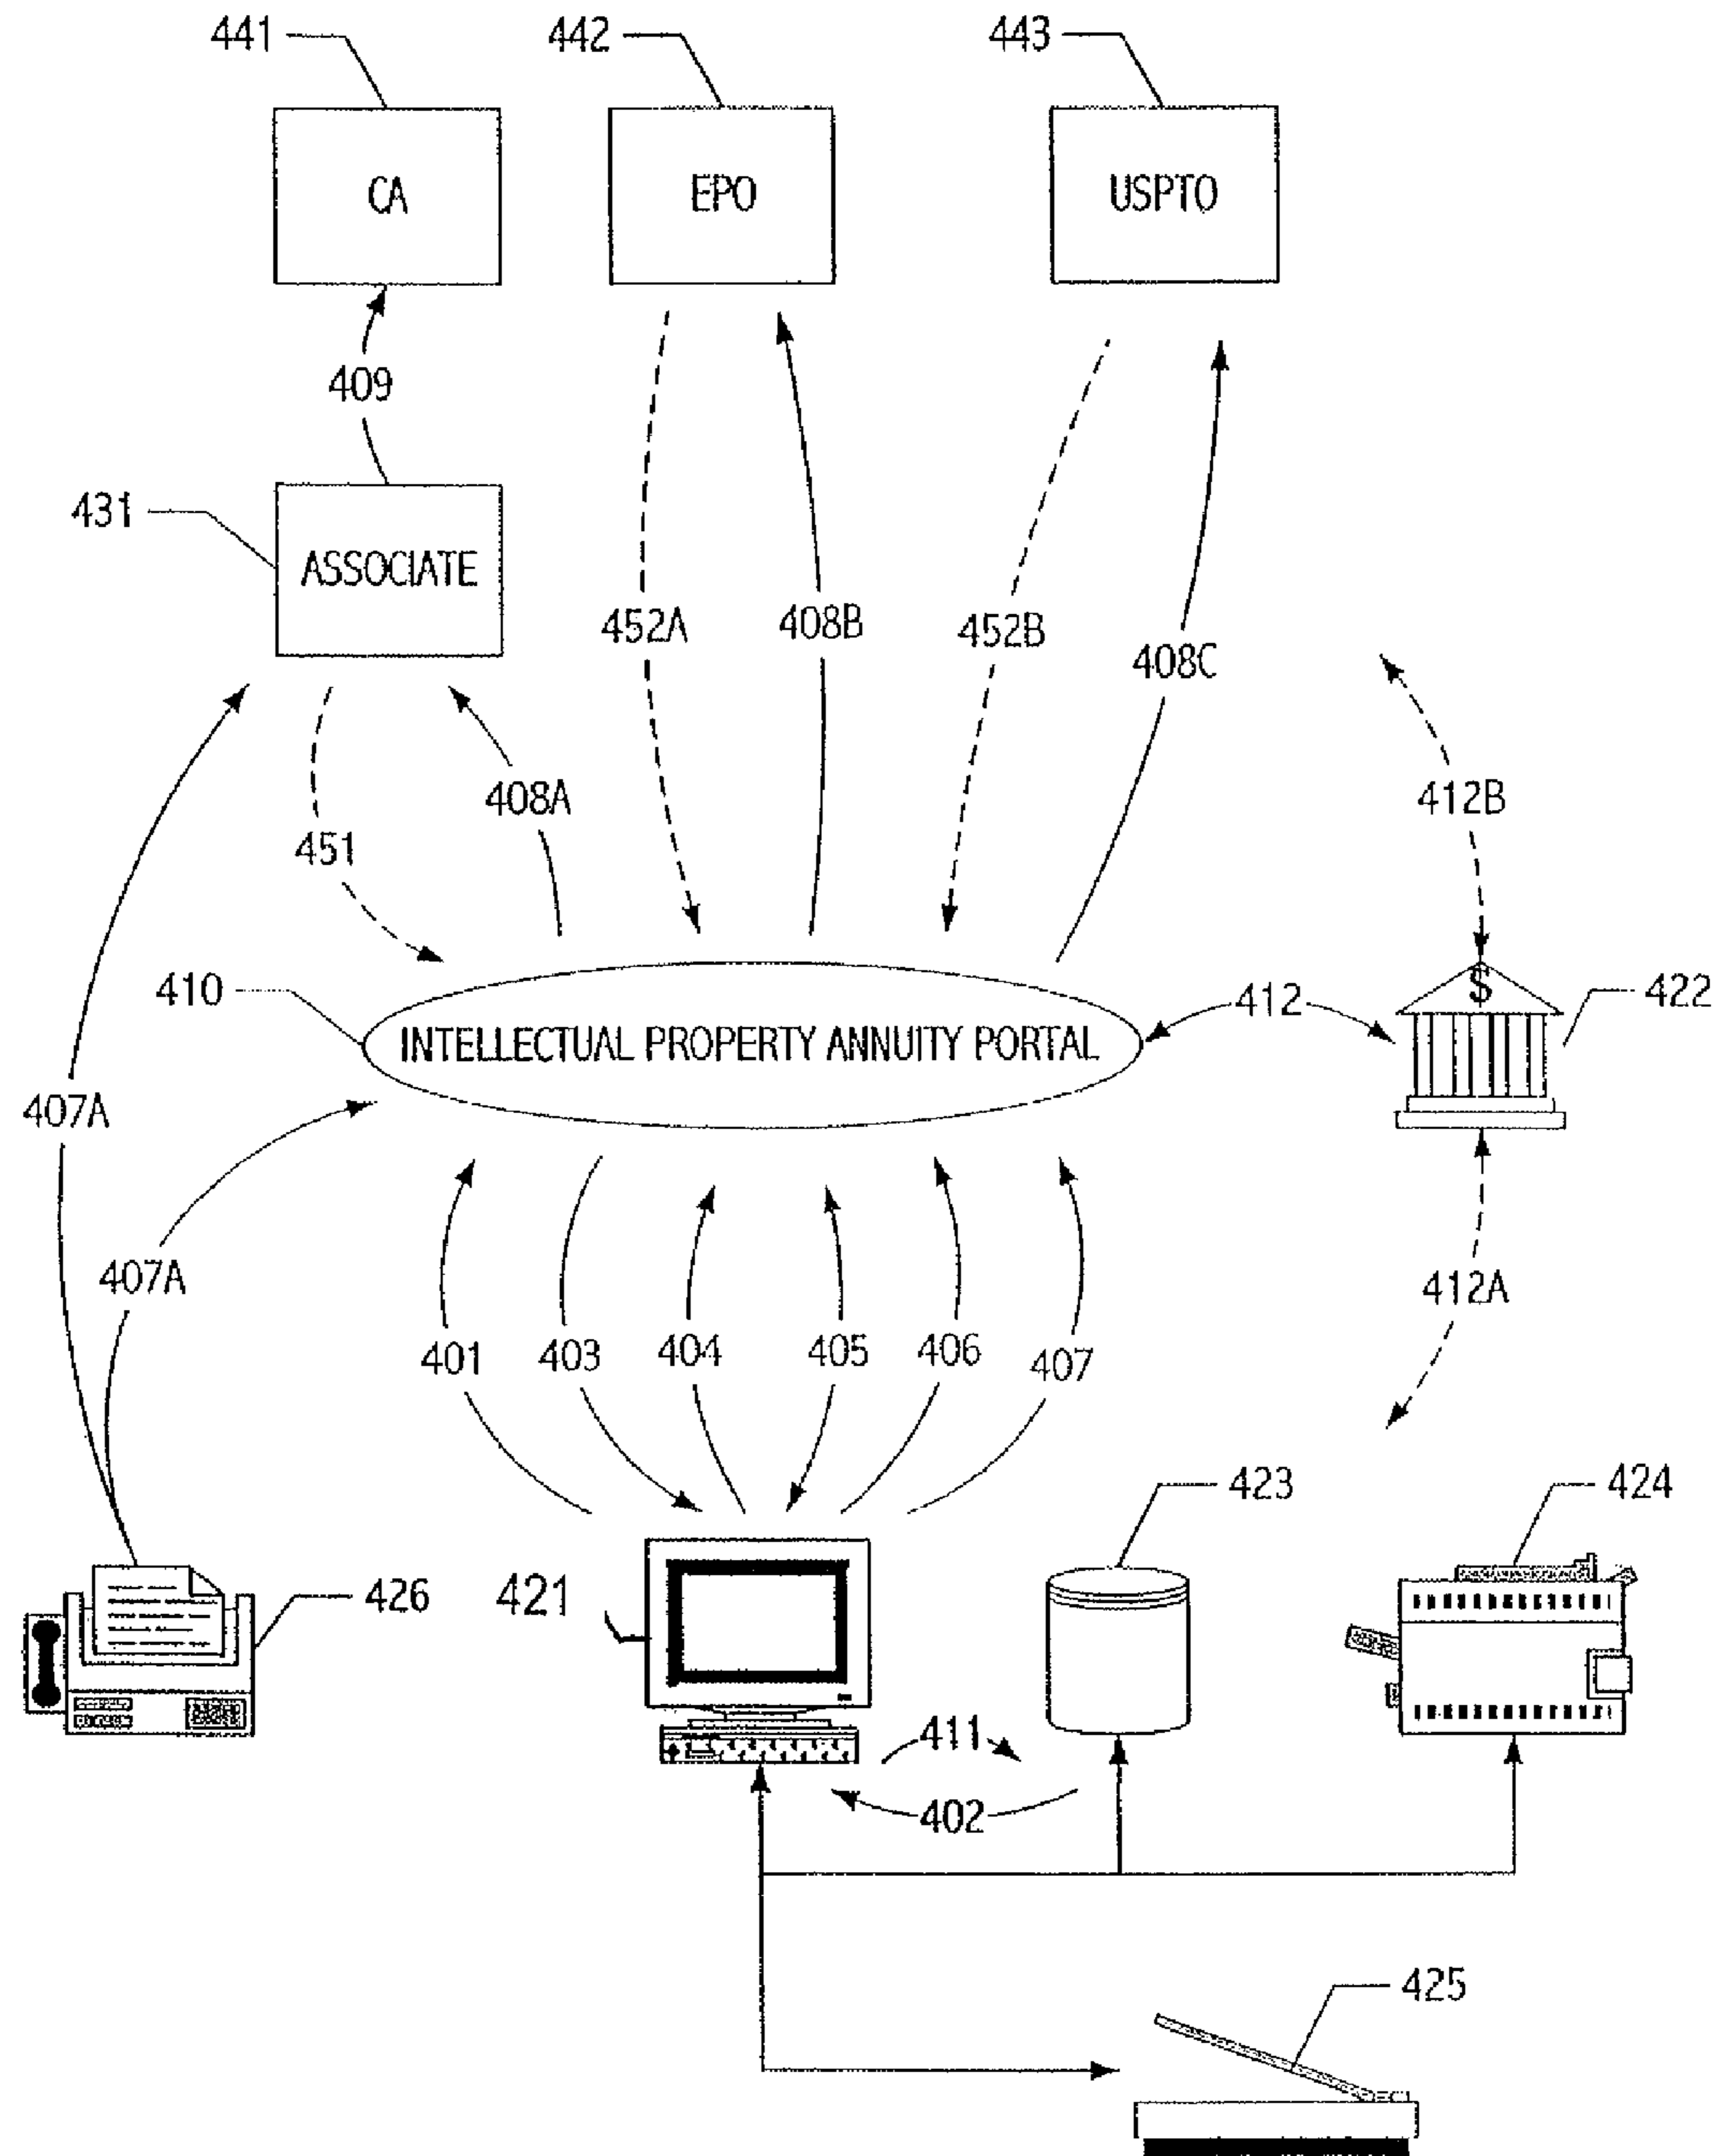 441
442
443
CA
EPO
USPTO
409
431
ASSOCIATE
452A
408B
452B
408C
408A
412B
451
410
412
$
422
INTELLECTUAL PROPERTY ANNUITY PORTAL
407A
407A
412A
401
403
404
405
406
407
423
424
426
421
411
402
425